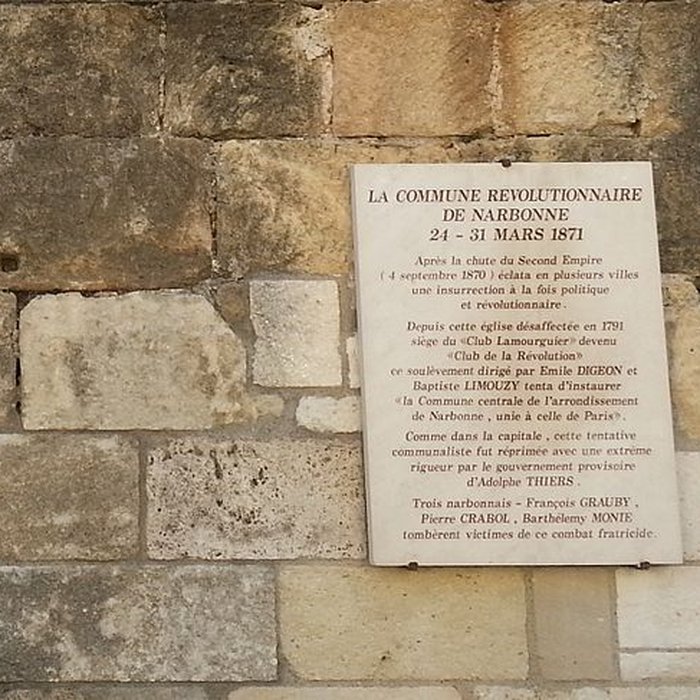 LA COMMUNE REVOLUTIONNAIRE
DE NARBONNE
24 - 31 MARS 1871
Après la chute du Second Empire
( 4 septembre 1870 ) éclata en plusieurs villes
une insurrection à la fois politique
et révolutionnaire .
Depuis cette église désaffectée en 1791
siège du «Club Lamourguier» devenu
«Club de la Révolution»
ce soulèvement dirigé par Emile DIGEON et
Baptiste LIMOUZY tenta d'instaurer
«la Commune centrale de l'arrondissement
de Narbonne , unie à celle de Paris» .
Comme dans la capitale , cette tentative
communaliste fut réprimée avec une extrême
rigueur par le gouvernement provisoire
d'Adolphe THIERS .
Trois narbonnais - François GRAUBY ,
Pierre CRABOL , Barthélemy MONIE
tombèrent victimes de ce combat fratricide .